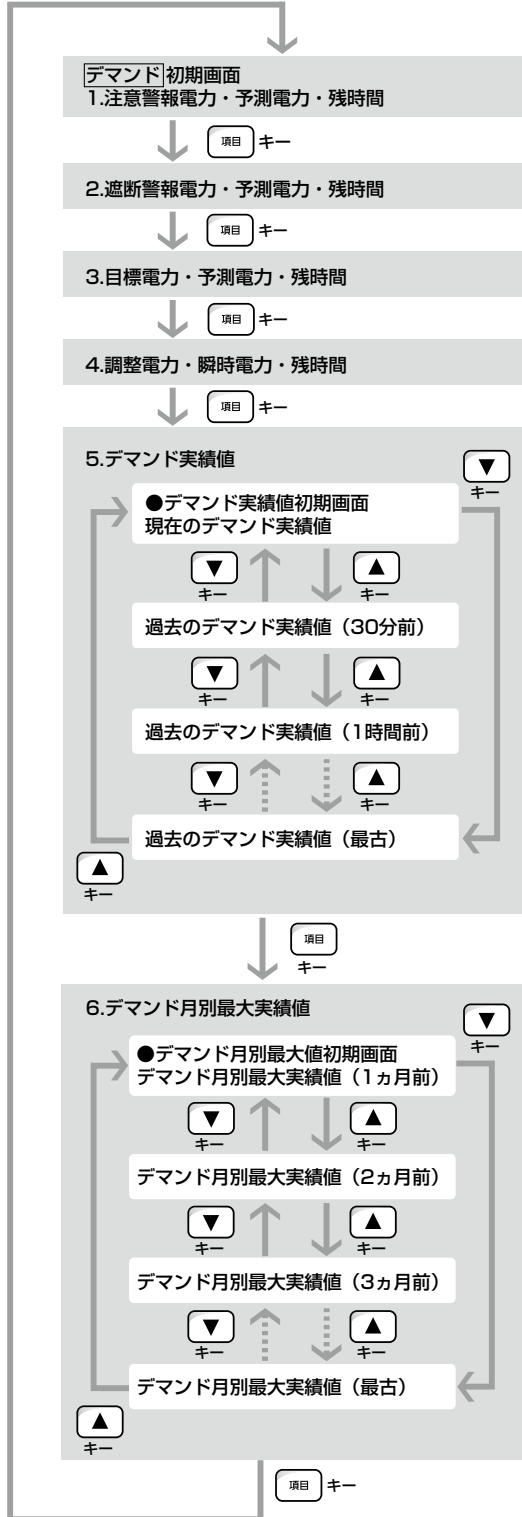 デマンド 初期画面
1.注意警報電力・予測電力・残時間
項目 キー
2.遮断警報電力・予測電力・残時間
項目 キー
3.目標電力・予測電力・残時間
項目 キー
4.調整電力・瞬時電力・残時間
項目 キー
5.デマンド実績値
▼
キー
●デマンド実績値初期画面
現在のデマンド実績値
▼ ▲
キー キー
過去のデマンド実績値（30分前）
▼ ▲
キー キー
過去のデマンド実績値（1時間前）
▼ ▲
キー キー
過去のデマンド実績値（最古）
▲
キー
項目
キー
6.デマンド月別最大実績値
▼
キー
●デマンド月別最大値初期画面
デマンド月別最大実績値（1ヵ月前）
▼ ▲
キー キー
デマンド月別最大実績値（2ヵ月前）
▼ ▲
キー キー
デマンド月別最大実績値（3ヵ月前）
▼ ▲
キー キー
デマンド月別最大実績値（最古）
▲
キー
項目 キー